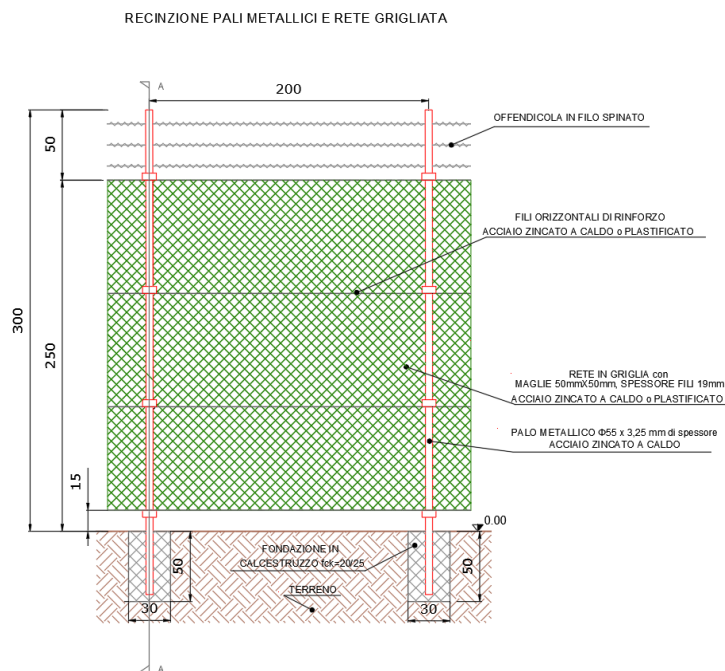 RECINZIONE PALI METALLICI E RETE GRIGLIATA
A
200
OFFENDICOLA IN FILO SPINATO
50
FILI ORIZZONTALI DI RINFORZO
ACCIAIO ZINCATO A CALDO o PLASTIFICATO
300
250
RETE IN GRIGLIA con
MAGLIE 50mmX50mm, SPESSORE FILI 19mm
ACCIAIO ZINCATO A CALDO o PLASTIFICATO
PALO METALLICO Φ55 x 3,25 mm di spessore
ACCIAIO ZINCATO A CALDO
15
0.00
FONDAZIONE IN
CALCESTRUZZO fck=20/25
50
50
TERRENO
30
30
A